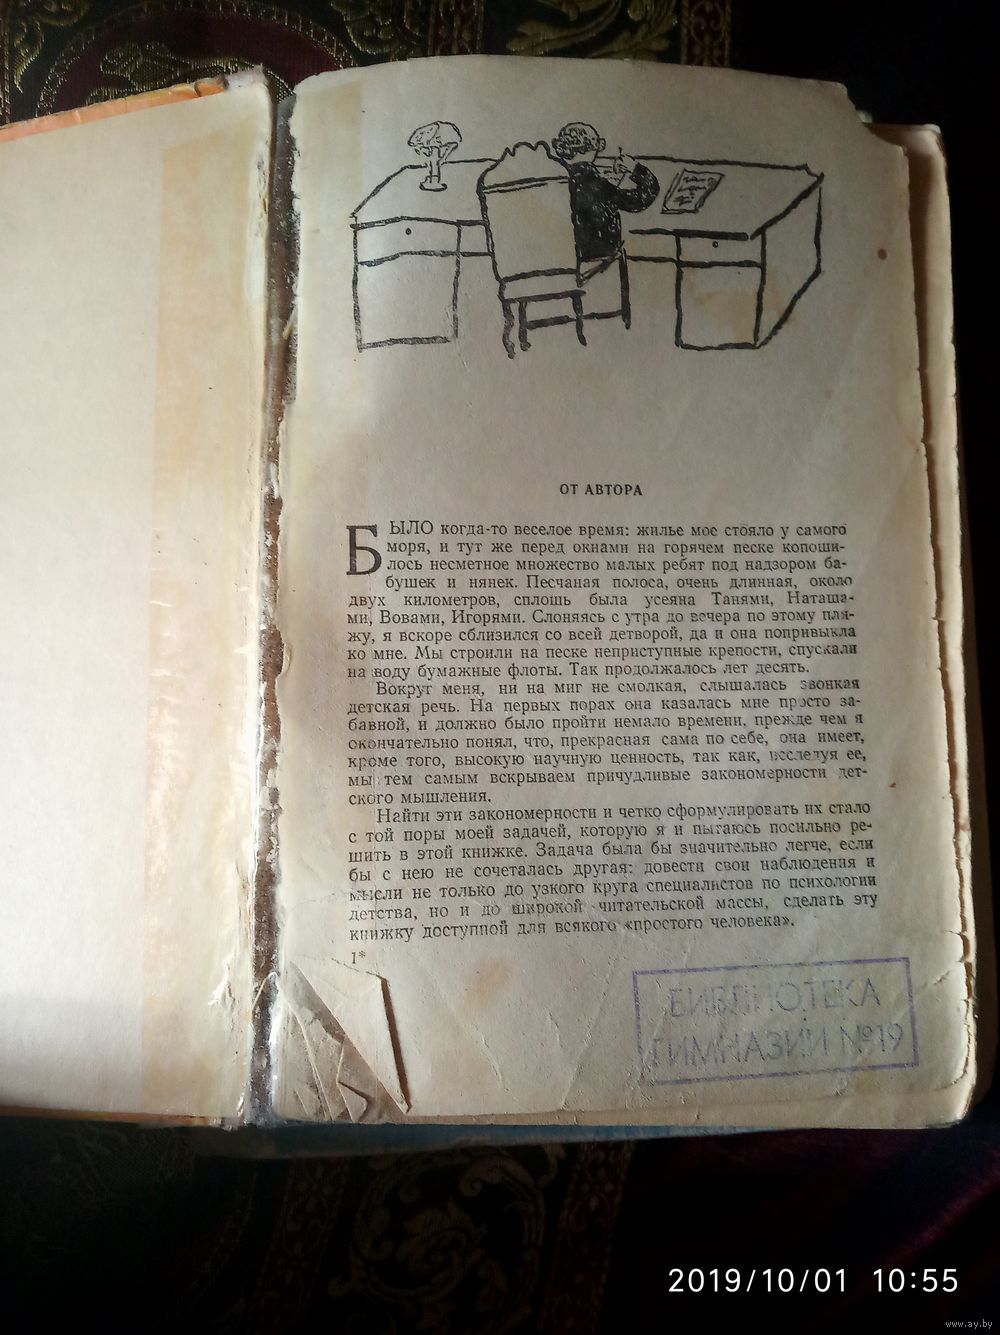 ОТ АВТОРА
БЫЛО когда-то веселое время: жилье мое стояло у самого
моря, и тут же перед окнами на горячем песке копоши-
лось несметное множество малых ребят под надзором ба-
бушек и нянек. Песчаная полоса, очень длинная, около
двух километров, сплошь была усеяна Танями, Наташа-
ми, Вовами, Игорями. Слоняясь с утра до вечера по этому пля-
жу, я вскоре сблизился со всей детворой, да и она попривыкла
ко мне. Мы строили на песке неприступные крепости, спускали
на воду бумажные флоты. Так продолжалось лет десять.
Вокруг меня, ни на миг не смолкая, слышалась звонкая
детская речь. На первых порах она казалась мне просто за-
бавной, и должно было пройти немало времени, прежде чем я
окончательно понял, что, прекрасная сама по себе, она имеет,
кроме того, высокую научную ценность, так как, исследуя ее,
мы тем самым вскрываем причудливые закономерности дет-
ского мышления.
Найти эти закономерности и четко сформулировать их стало
с той поры моей задачей, которую я и пытаюсь посильно ре-
шить в этой книжке. Задача была бы значительно легче, если
бы с нею не сочеталась другая: довести свои наблюдения и
мысли не только до узкого круга специалистов по психологии
детства, но и до широкой читательской массы, сделать эту
книжку доступной для всякого «простого человека».
1*
БИБЛИОТЕКА
ГИМНАЗИИ №19
2019/10/01 10:55
www.ay.by